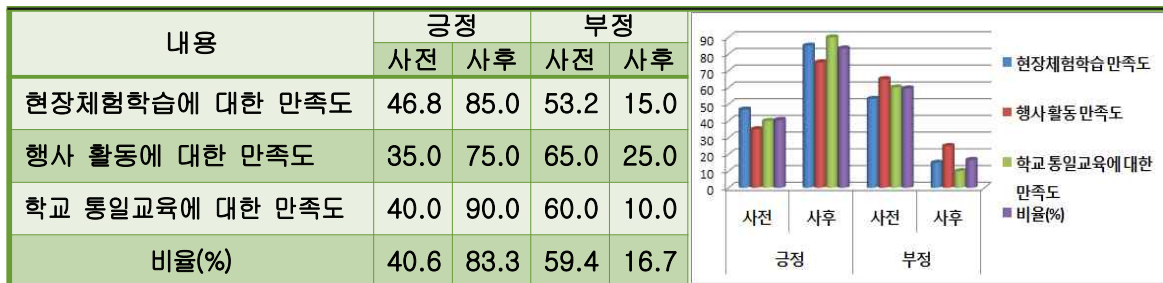 내용 긍정 부정
사전 사후 사전 사후
현장체험학습에 대한 만족도 46.8 85.0 53.2 15.0
행사 활동에 대한 만족도 35.0 75.0 65.0 25.0
학교 통일교육에 대한 만족도 40.0 90.0 60.0 10.0
비율(%) 40.6 83.3 59.4 16.7
90
80
70
60
50
40
30
20
10
0
사전 사후 사전 사후
긍정 부정
현장체험학습 만족도
행사 활동 만족도
학교 통일교육에 대한
만족도
비율(%)